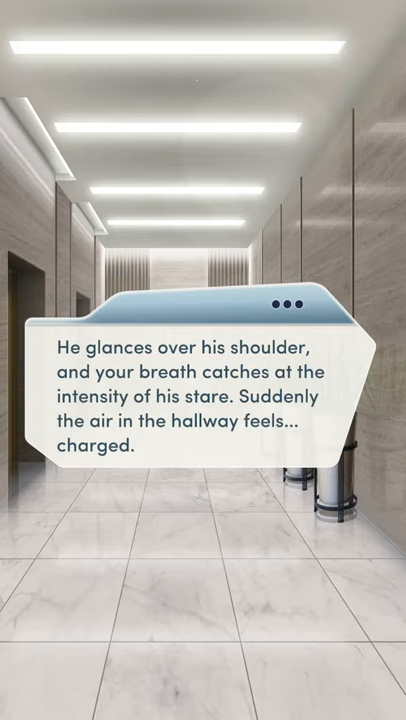 He glances over his shoulder,
and your breath catches at the
intensity of his stare. Suddenly
the air in the hallway feels...
charged.